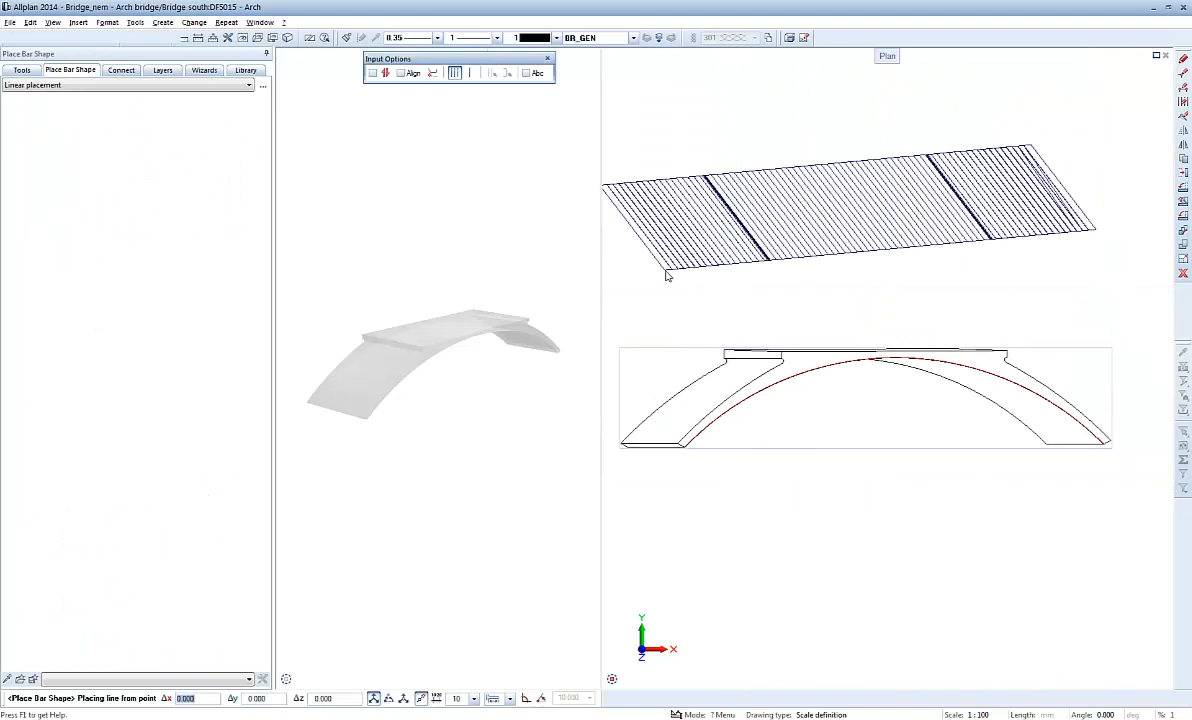 Allplan 2014 - Bridge_nem - Arch bridge/Bridge south:DF5015 - Arch
File Edit View Insert Format Tools Create Change Repeat Window ?
0.35 1 1 BR_GEN 301
Place Bar Shape
Input Options
Plan
Tools Place Bar Shape Connect Layers Wizards Library
Align Abc
Linear placement ...
Y
X
Z
<Place Bar Shape> Placing line from point Δx 0.000 Δy 0.000 Δz 0.000 10 10.000
Press F1 to get Help. Mode: ? Menu Drawing type: Scale definition Scale: 1 : 100 Length: mm Angle: 0.000 deg %: 1